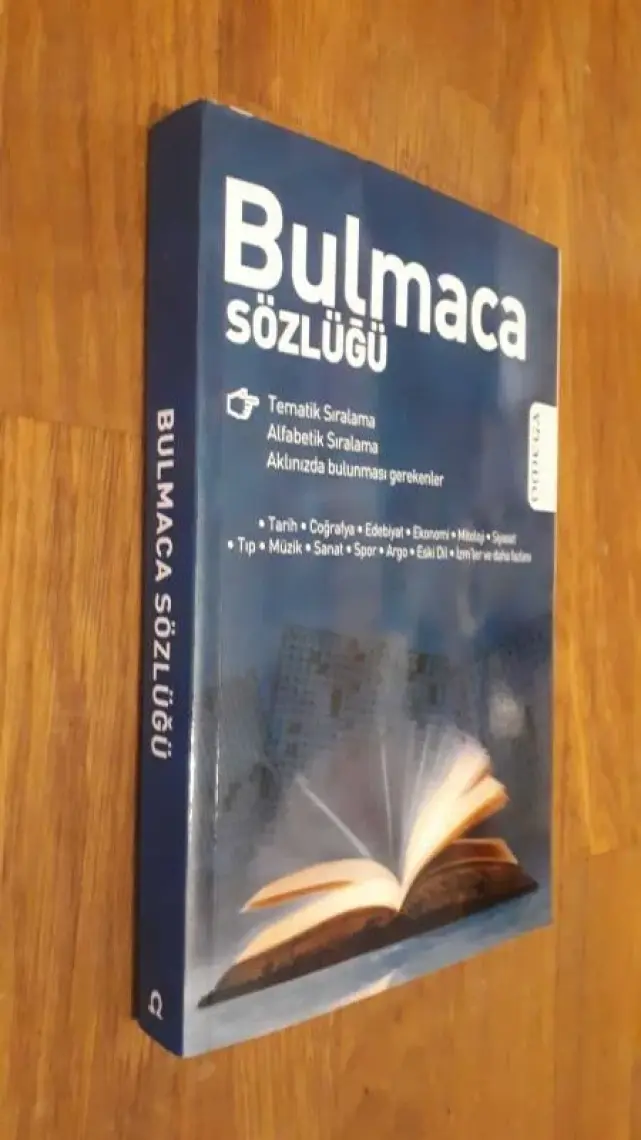 Bulmaca
SÖZLÜĞÜ
Tematik Sıralama
Alfabetik Sıralama
Aklınızda bulunması gerekenler
• Tarih • Coğrafya • Edebiyat • Ekonomi • Mitoloji • Siyaset
• Tıp • Müzik • Sanat • Spor • Argo • Eski Dil • İzm'ler ve daha fazlası
OMEGA
BULMACA SÖZLÜĞÜ
Ω